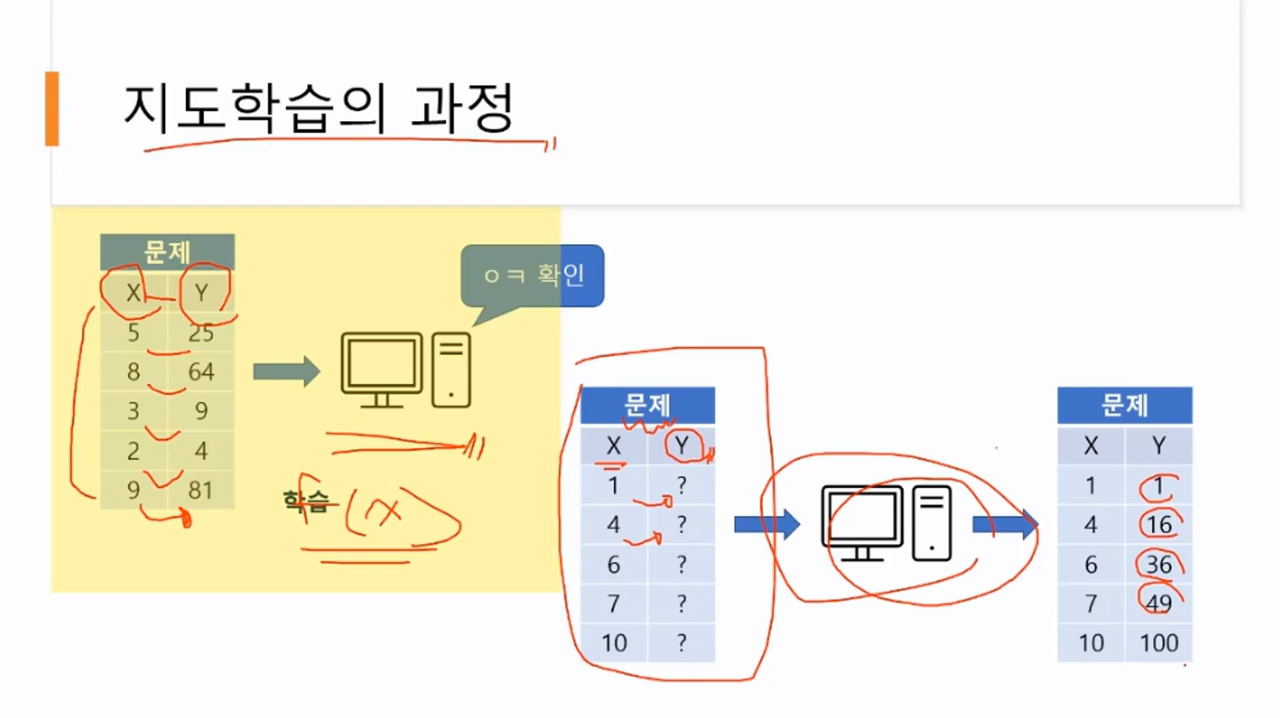 지도학습의 과정
문제
X Y
5 25
8 64
3 9
2 4
9 81
ㅇㅋ 확인
학습
f(x)
문제
X Y
1 ?
4 ?
6 ?
7 ?
10 ?
문제
X Y
1 1
4 16
6 36
7 49
10 100